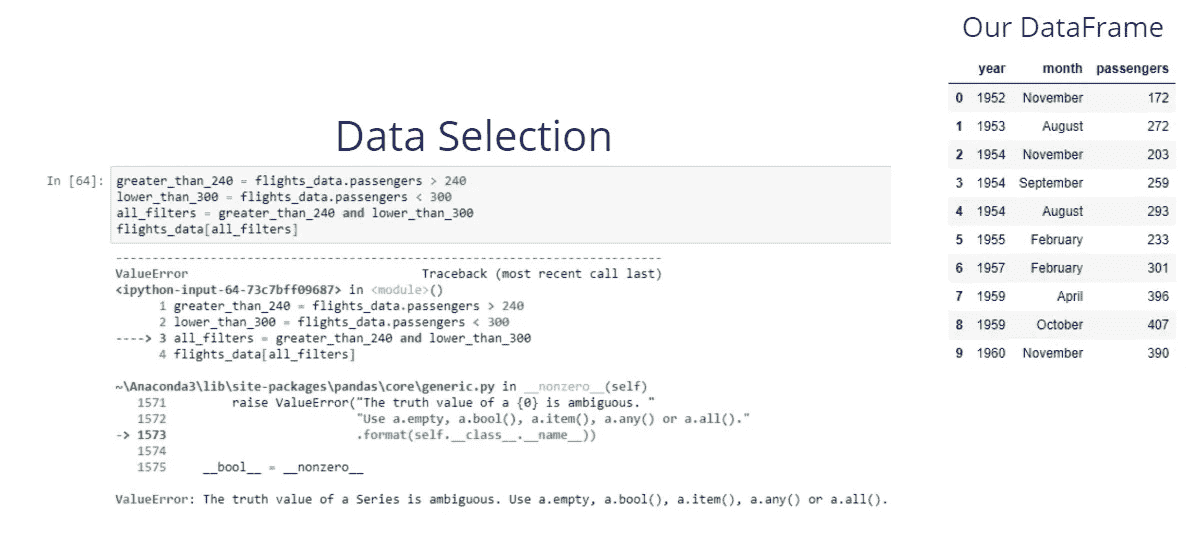 Data Selection
In [64]: greater_than_240 = flights_data.passengers > 240
lower_than_300 = flights_data.passengers < 300
all_filters = greater_than_240 and lower_than_300
flights_data[all_filters]
---------------------------------------------------------------------------
ValueError                                Traceback (most recent call last)
<ipython-input-64-73c7bff09687> in <module>()
      1 greater_than_240 = flights_data.passengers > 240
      2 lower_than_300 = flights_data.passengers < 300
----> 3 all_filters = greater_than_240 and lower_than_300
      4 flights_data[all_filters]
~\Anaconda3\lib\site-packages\pandas\core\generic.py in __nonzero__(self)
   1571         raise ValueError("The truth value of a {0} is ambiguous. "
   1572                          "Use a.empty, a.bool(), a.item(), a.any() or a.all()."
-> 1573                          .format(self.__class__.__name__))
   1574
   1575     __bool__ = __nonzero__
ValueError: The truth value of a Series is ambiguous. Use a.empty, a.bool(), a.item(), a.any() or a.all().
Our DataFrame
year month passengers
0 1952 November 172
1 1953 August 272
2 1954 November 203
3 1954 September 259
4 1954 August 293
5 1955 February 233
6 1957 February 301
7 1959 April 396
8 1959 October 407
9 1960 November 390